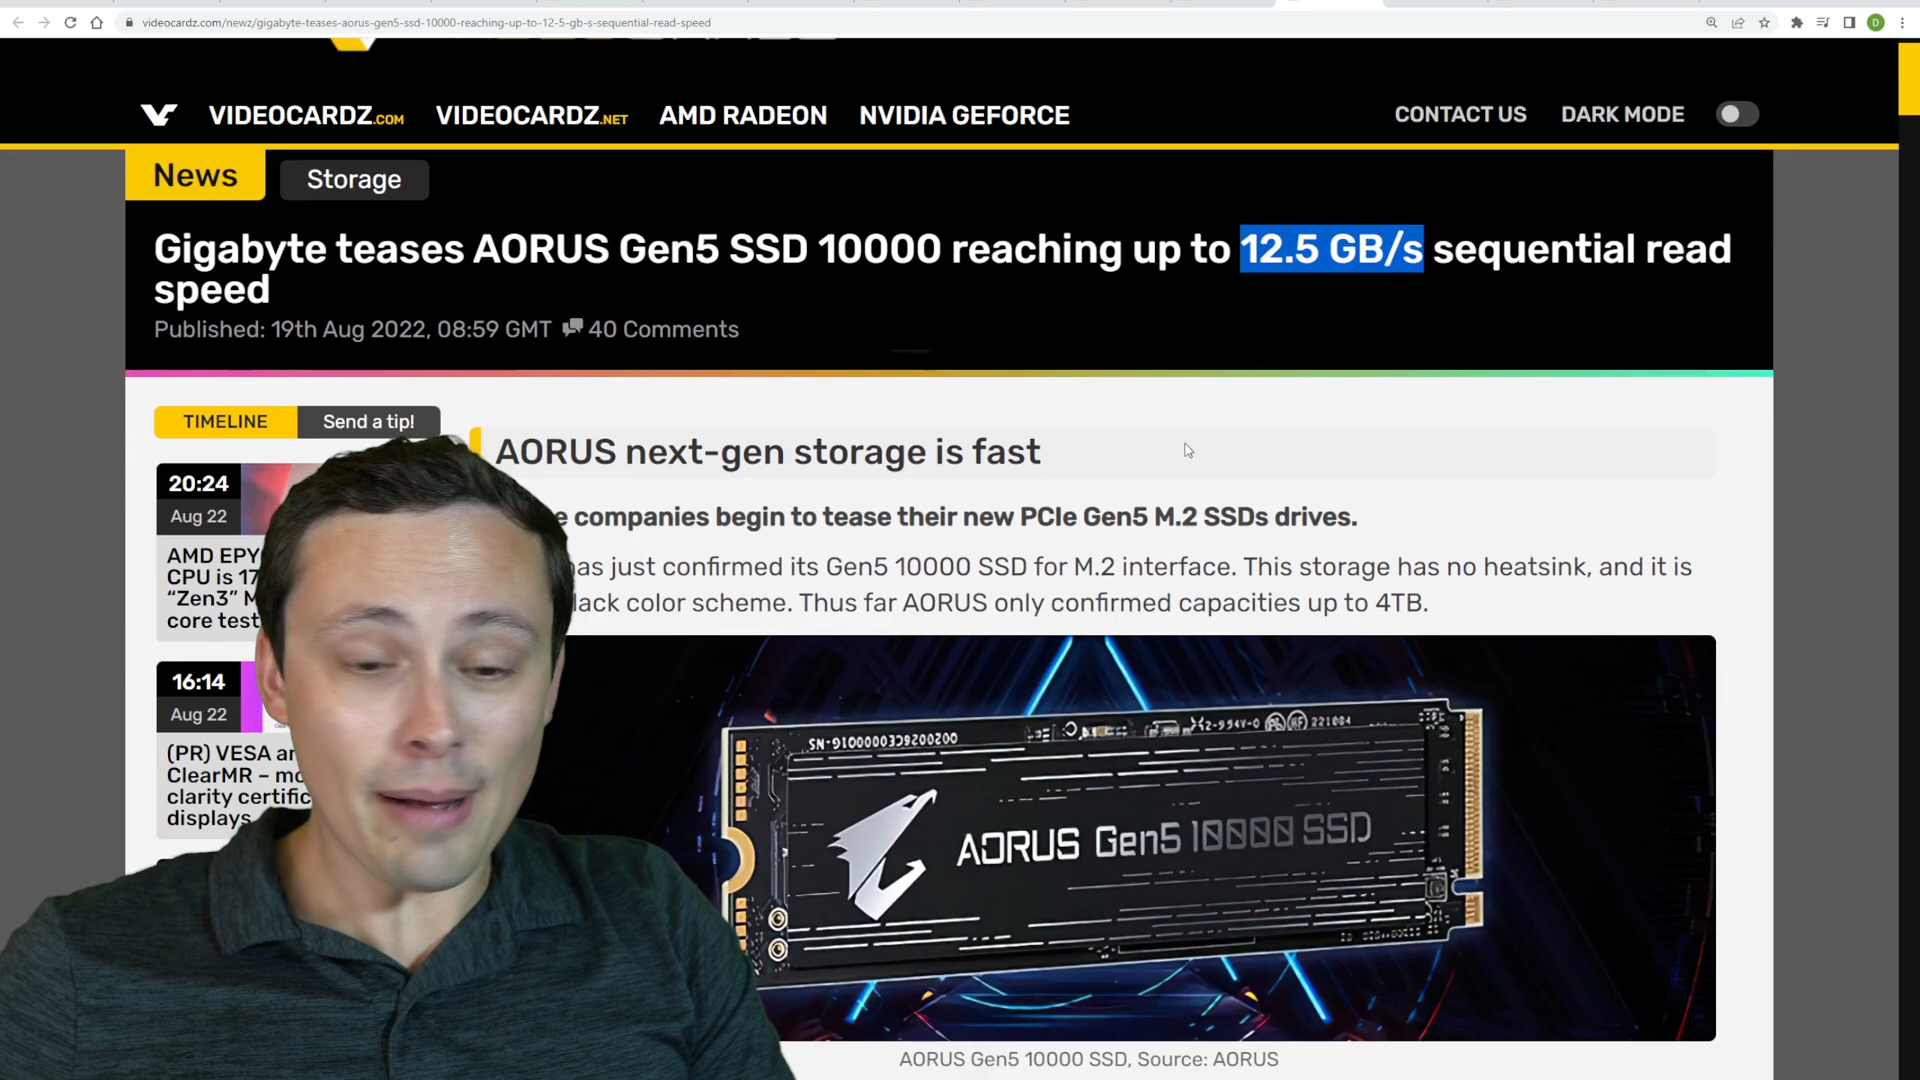 videocardz.com/newz/gigabyte-teases-aorus-gen5-ssd-10000-reaching-up-to-12-5-gb-s-sequential-read-speed
D
VIDEOCARDZ.COM VIDEOCARDZ.NET AMD RADEON NVIDIA GEFORCE CONTACT US DARK MODE
News Storage
Gigabyte teases AORUS Gen5 SSD 10000 reaching up to 12.5 GB/s sequential read
speed
Published: 19th Aug 2022, 08:59 GMT 40 Comments
TIMELINE Send a tip!
AORUS next-gen storage is fast
20:24
Aug 22
AMD EPY
CPU is 17
"Zen3" M
core test
companies begin to tease their new PCIe Gen5 M.2 SSDs drives.
as just confirmed its Gen5 10000 SSD for M.2 interface. This storage has no heatsink, and it is
lack color scheme. Thus far AORUS only confirmed capacities up to 4TB.
16:14
Aug 22
(PR) VESA an
ClearMR – mo
clarity certific
displays
SN-
94V-0
221084
AORUS Gen5 10000 SSD
AORUS Gen5 10000 SSD, Source: AORUS